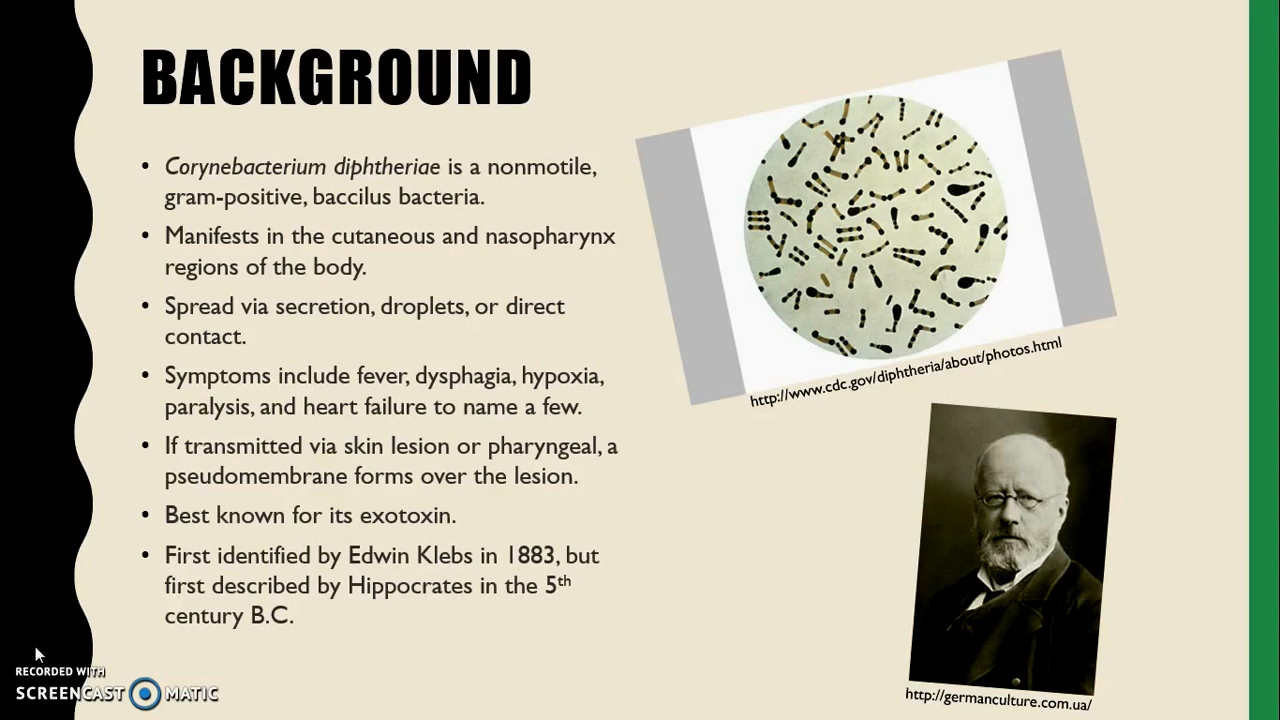 BACKGROUND
• Corynebacterium diphtheriae is a nonmotile,
gram-positive, baccilus bacteria.
• Manifests in the cutaneous and nasopharynx
regions of the body.
• Spread via secretion, droplets, or direct
contact.
• Symptoms include fever, dysphagia, hypoxia,
paralysis, and heart failure to name a few.
• If transmitted via skin lesion or pharyngeal, a
pseudomembrane forms over the lesion.
• Best known for its exotoxin.
• First identified by Edwin Klebs in 1883, but
first described by Hippocrates in the 5th
century B.C.
http://www.cdc.gov/diphtheria/about/photos.html
http://germanculture.com.ua/
RECORDED WITH
SCREENCAST MATIC